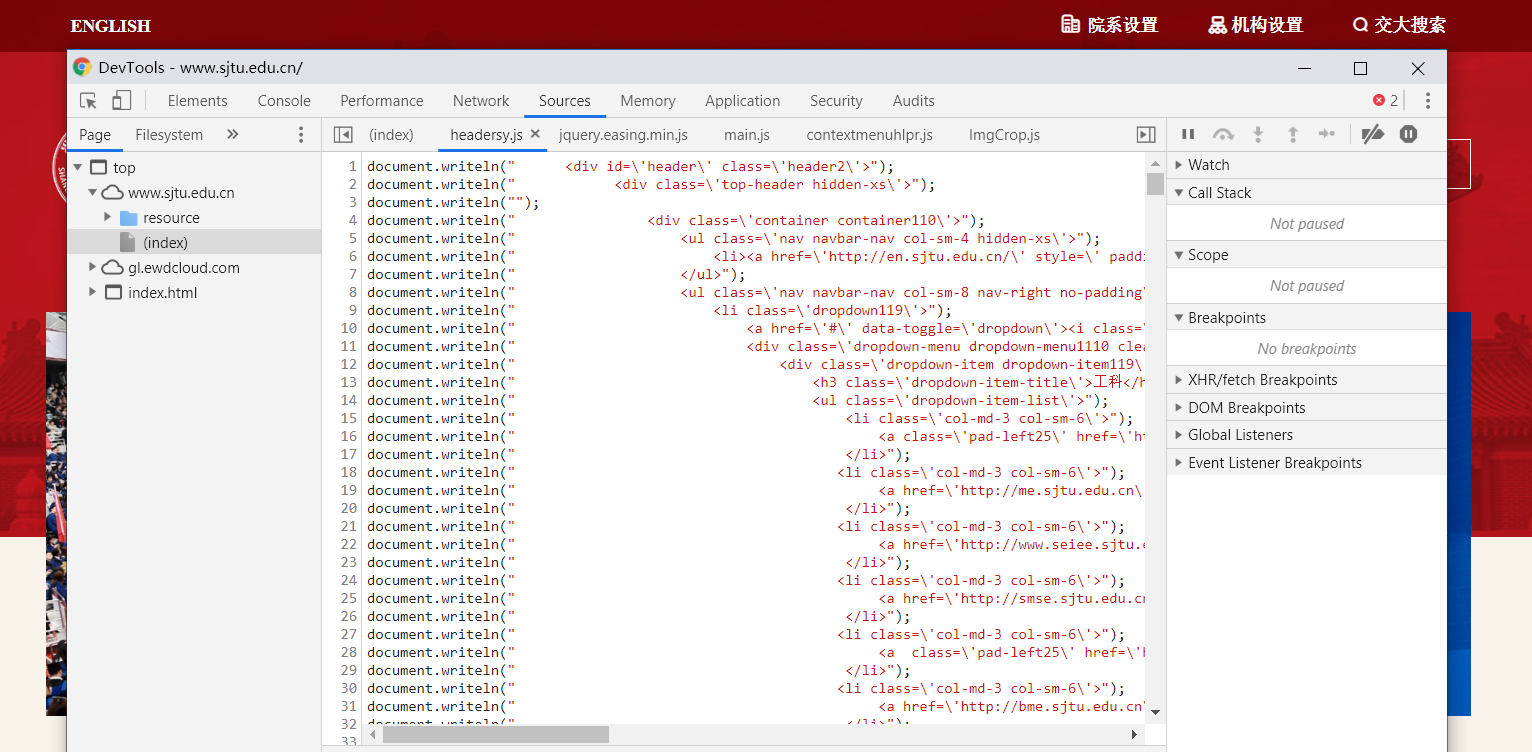 ENGLISH
院系设置
机构设置
交大搜索
DevTools - www.sjtu.edu.cn/
Elements Console Performance Network Sources Memory Application Security Audits 2
Page Filesystem
(index) headersy.js jquery.easing.min.js main.js contextmenuhlpr.js ImgCrop.js
top
www.sjtu.edu.cn
resource
(index)
gl.ewdcloud.com
index.html
1 document.writeln(" <div id=\'header\' class=\'header2\'>");
2 document.writeln(" <div class=\'top-header hidden-xs\'>");
3 document.writeln("");
4 document.writeln(" <div class=\'container container110\'>");
5 document.writeln(" <ul class=\'nav navbar-nav col-sm-4 hidden-xs\'>");
6 document.writeln(" <li><a href=\'http://en.sjtu.edu.cn/\' style=\' paddi
7 document.writeln(" </ul>");
8 document.writeln(" <ul class=\'nav navbar-nav col-sm-8 nav-right no-padding\
9 document.writeln(" <li class=\'dropdown119\'>");
10 document.writeln(" <a href=\'#\' data-toggle=\'dropdown\'><i class=\
11 document.writeln(" <div class=\'dropdown-menu dropdown-menu1110 clea
12 document.writeln(" <div class=\'dropdown-item dropdown-item119\
13 document.writeln(" <h3 class=\'dropdown-item-title\'>工科</h
14 document.writeln(" <ul class=\'dropdown-item-list\'>");
15 document.writeln(" <li class=\'col-md-3 col-sm-6\'>");
16 document.writeln(" <a class=\'pad-left25\' href=\'ht
17 document.writeln(" </li>");
18 document.writeln(" <li class=\'col-md-3 col-sm-6\'>");
19 document.writeln(" <a href=\'http://me.sjtu.edu.cn\
20 document.writeln(" </li>");
21 document.writeln(" <li class=\'col-md-3 col-sm-6\'>");
22 document.writeln(" <a href=\'http://www.seiee.sjtu.e
23 document.writeln(" </li>");
24 document.writeln(" <li class=\'col-md-3 col-sm-6\'>");
25 document.writeln(" <a href=\'http://smse.sjtu.edu.cn
26 document.writeln(" </li>");
27 document.writeln(" <li class=\'col-md-3 col-sm-6\'>");
28 document.writeln(" <a  class=\'pad-left25\' href=\'h
29 document.writeln(" </li>");
30 document.writeln(" <li class=\'col-md-3 col-sm-6\'>");
31 document.writeln(" <a href=\'http://bme.sjtu.edu.cn\
32 document.writeln(" </li>");
33
Watch
Call Stack
Not paused
Scope
Not paused
Breakpoints
No breakpoints
XHR/fetch Breakpoints
DOM Breakpoints
Global Listeners
Event Listener Breakpoints